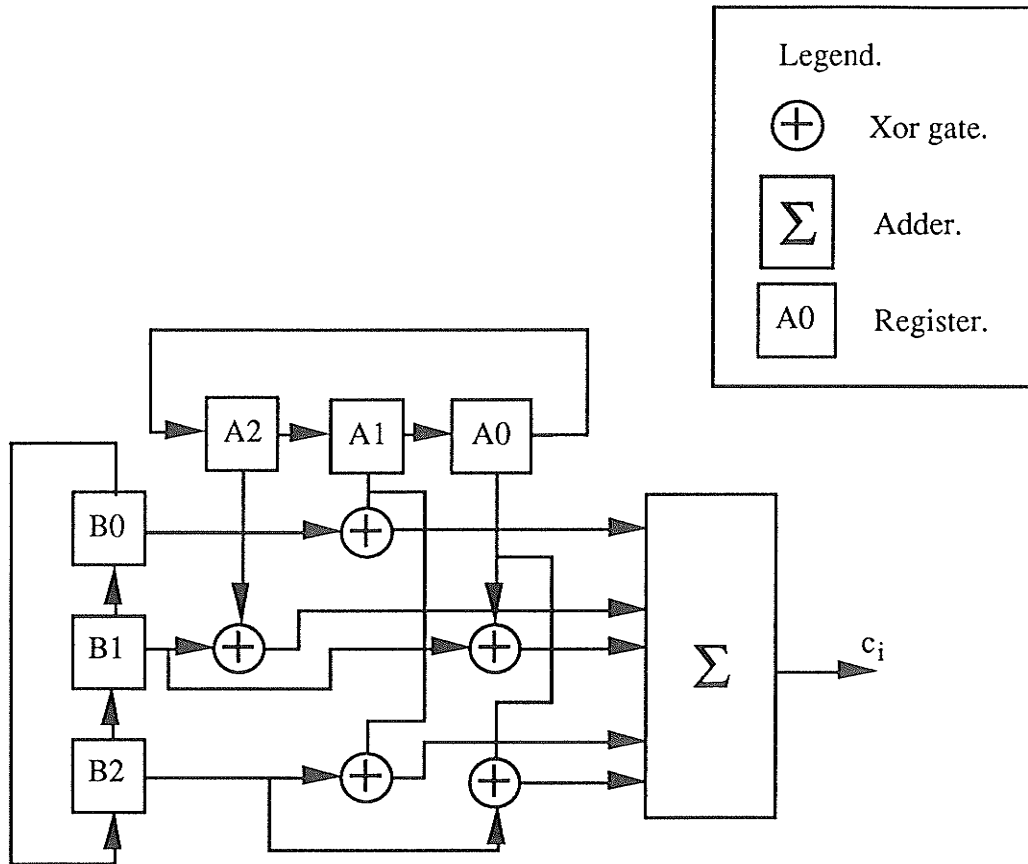 Legend.
Xor gate.
Σ Adder.
A0 Register.
A2 A1 A0
B0
B1
B2
Σ
c_i